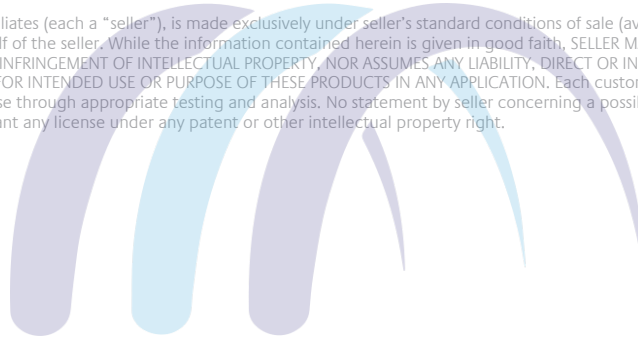 liates (each a “seller”), is made exclusively under seller’s standard conditions of sale (av
lf of the seller. While the information contained herein is given in good faith, SELLER M
INFRINGEMENT OF INTELLECTUAL PROPERTY, NOR ASSUMES ANY LIABILITY, DIRECT OR IN
FOR INTENDED USE OR PURPOSE OF THESE PRODUCTS IN ANY APPLICATION. Each custom
se through appropriate testing and analysis. No statement by seller concerning a possil
ant any license under any patent or other intellectual property right.